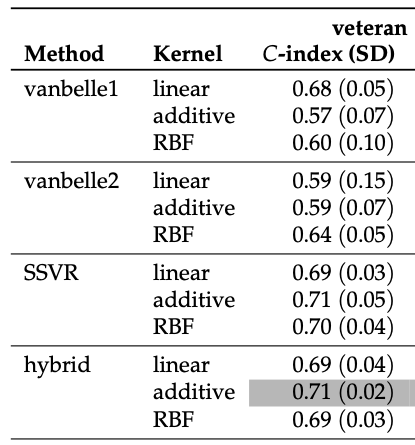 veteran
Method Kernel C-index (SD)
vanbelle1 linear 0.68 (0.05)
additive 0.57 (0.07)
RBF 0.60 (0.10)
vanbelle2 linear 0.59 (0.15)
additive 0.59 (0.07)
RBF 0.64 (0.05)
SSVR linear 0.69 (0.03)
additive 0.71 (0.05)
RBF 0.70 (0.04)
hybrid linear 0.69 (0.04)
additive 0.71 (0.02)
RBF 0.69 (0.03)